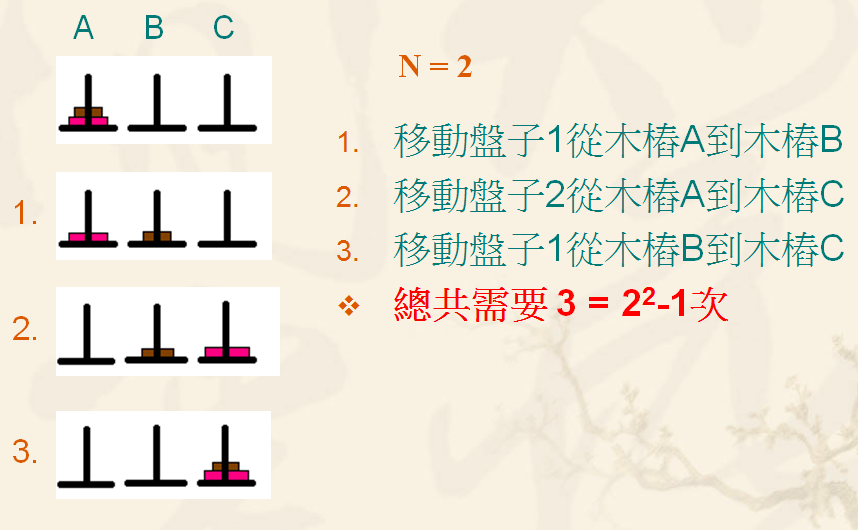 A B C
N = 2
1. 移動盤子1從木樁A到木樁B
2. 移動盤子2從木樁A到木樁C
3. 移動盤子1從木樁B到木樁C
❖ 總共需要 3 = 2²-1次
1.
2.
3.